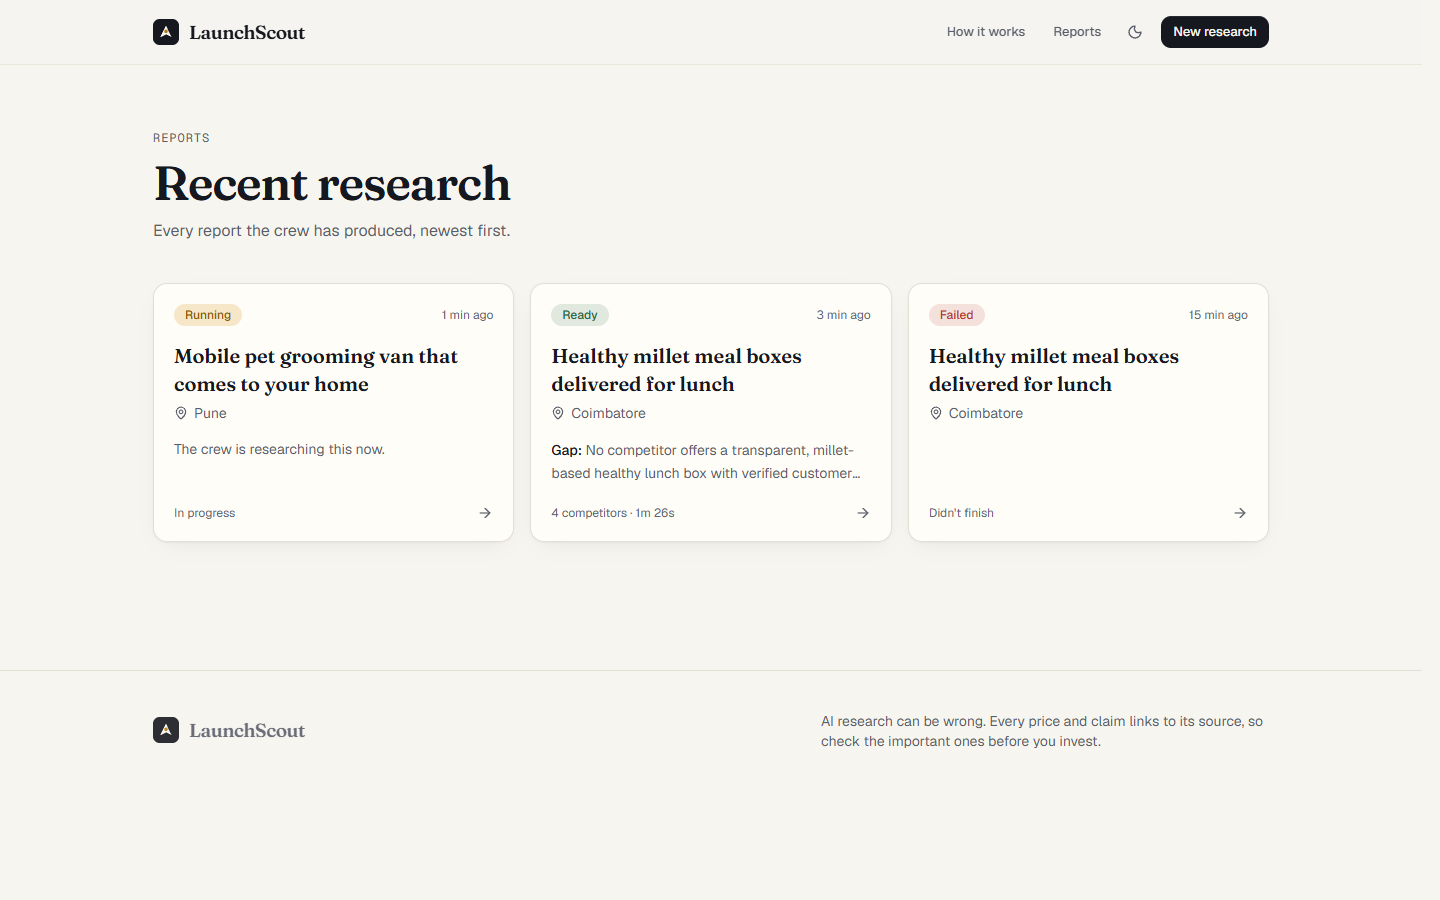 LaunchScout
How it works
Reports
New research
REPORTS
Recent research
Every report the crew has produced, newest first.
Running
1 min ago
Mobile pet grooming van that
comes to your home
Pune
The crew is researching this now.
In progress
Ready
3 min ago
Healthy millet meal boxes
delivered for lunch
Coimbatore
Gap: No competitor offers a transparent, millet-
based healthy lunch box with verified customer...
4 competitors · 1m 26s
Failed
15 min ago
Healthy millet meal boxes
delivered for lunch
Coimbatore
Didn't finish
LaunchScout
AI research can be wrong. Every price and claim links to its source, so
check the important ones before you invest.